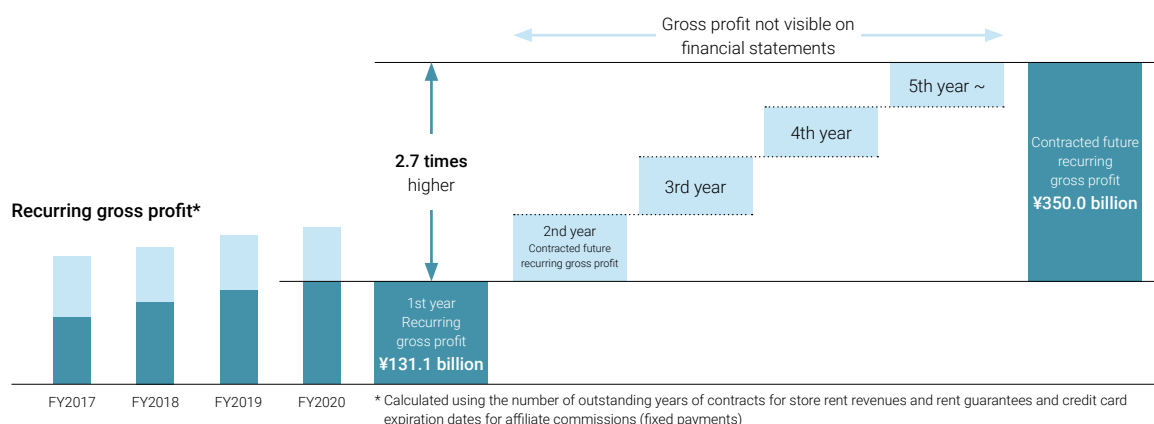 Gross profit not visible on
financial statements
5th year ~
4th year
3rd year
2nd year
Contracted future
recurring gross profit
2.7 times
higher
Contracted future
recurring
gross profit
¥350.0 billion
Recurring gross profit*
1st year
Recurring
gross profit
¥131.1 billion
FY2017
FY2018
FY2019
FY2020
* Calculated using the number of outstanding years of contracts for store rent revenues and rent guarantees and credit card
expiration dates for affiliate commissions (fixed payments)